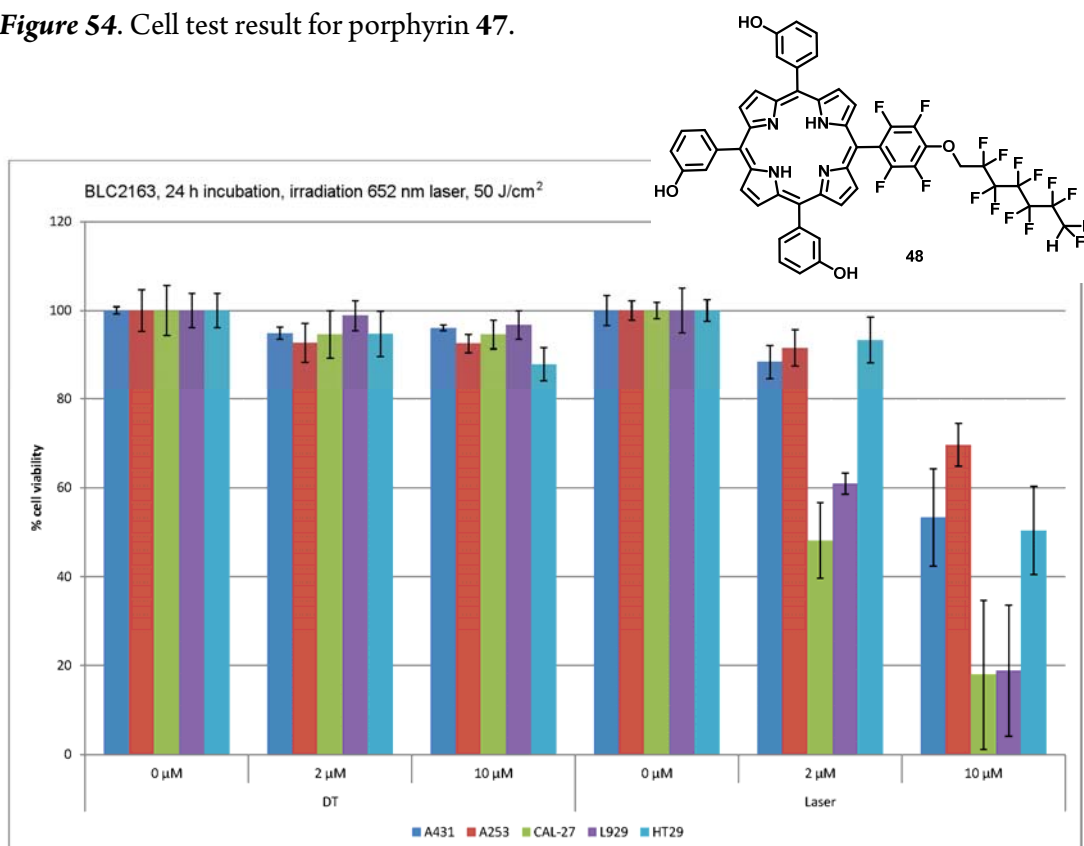 Figure 54. Cell test result for porphyrin 47.
HO
N
HN
NH
N
HO
OH
F
F
F
F
O
F
F
F
F
F
F
F
F
F
F
H
F
F
48
BLC2163, 24 h incubation, irradiation 652 nm laser, 50 J/cm²
% cell viability
120
100
80
60
40
20
0
0 μM
2 μM
10 μM
0 μM
2 μM
10 μM
DT
Laser
A431 A253 CAL-27 L929 HT29